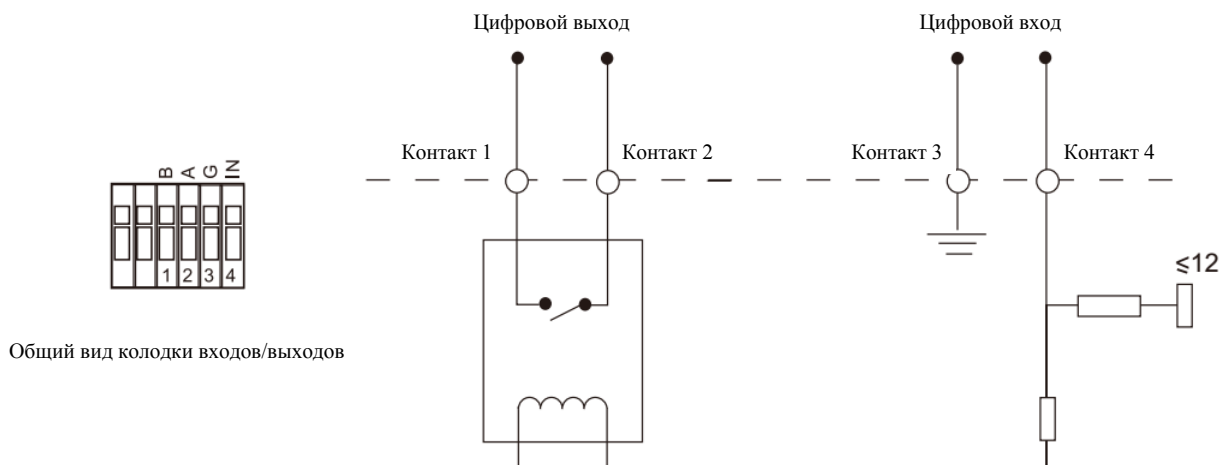 Цифровой выход
Цифровой вход
Контакт 1
Контакт 2
Контакт 3
Контакт 4
B A G IN
1 2 3 4
≤12
Общий вид колодки входов/выходов